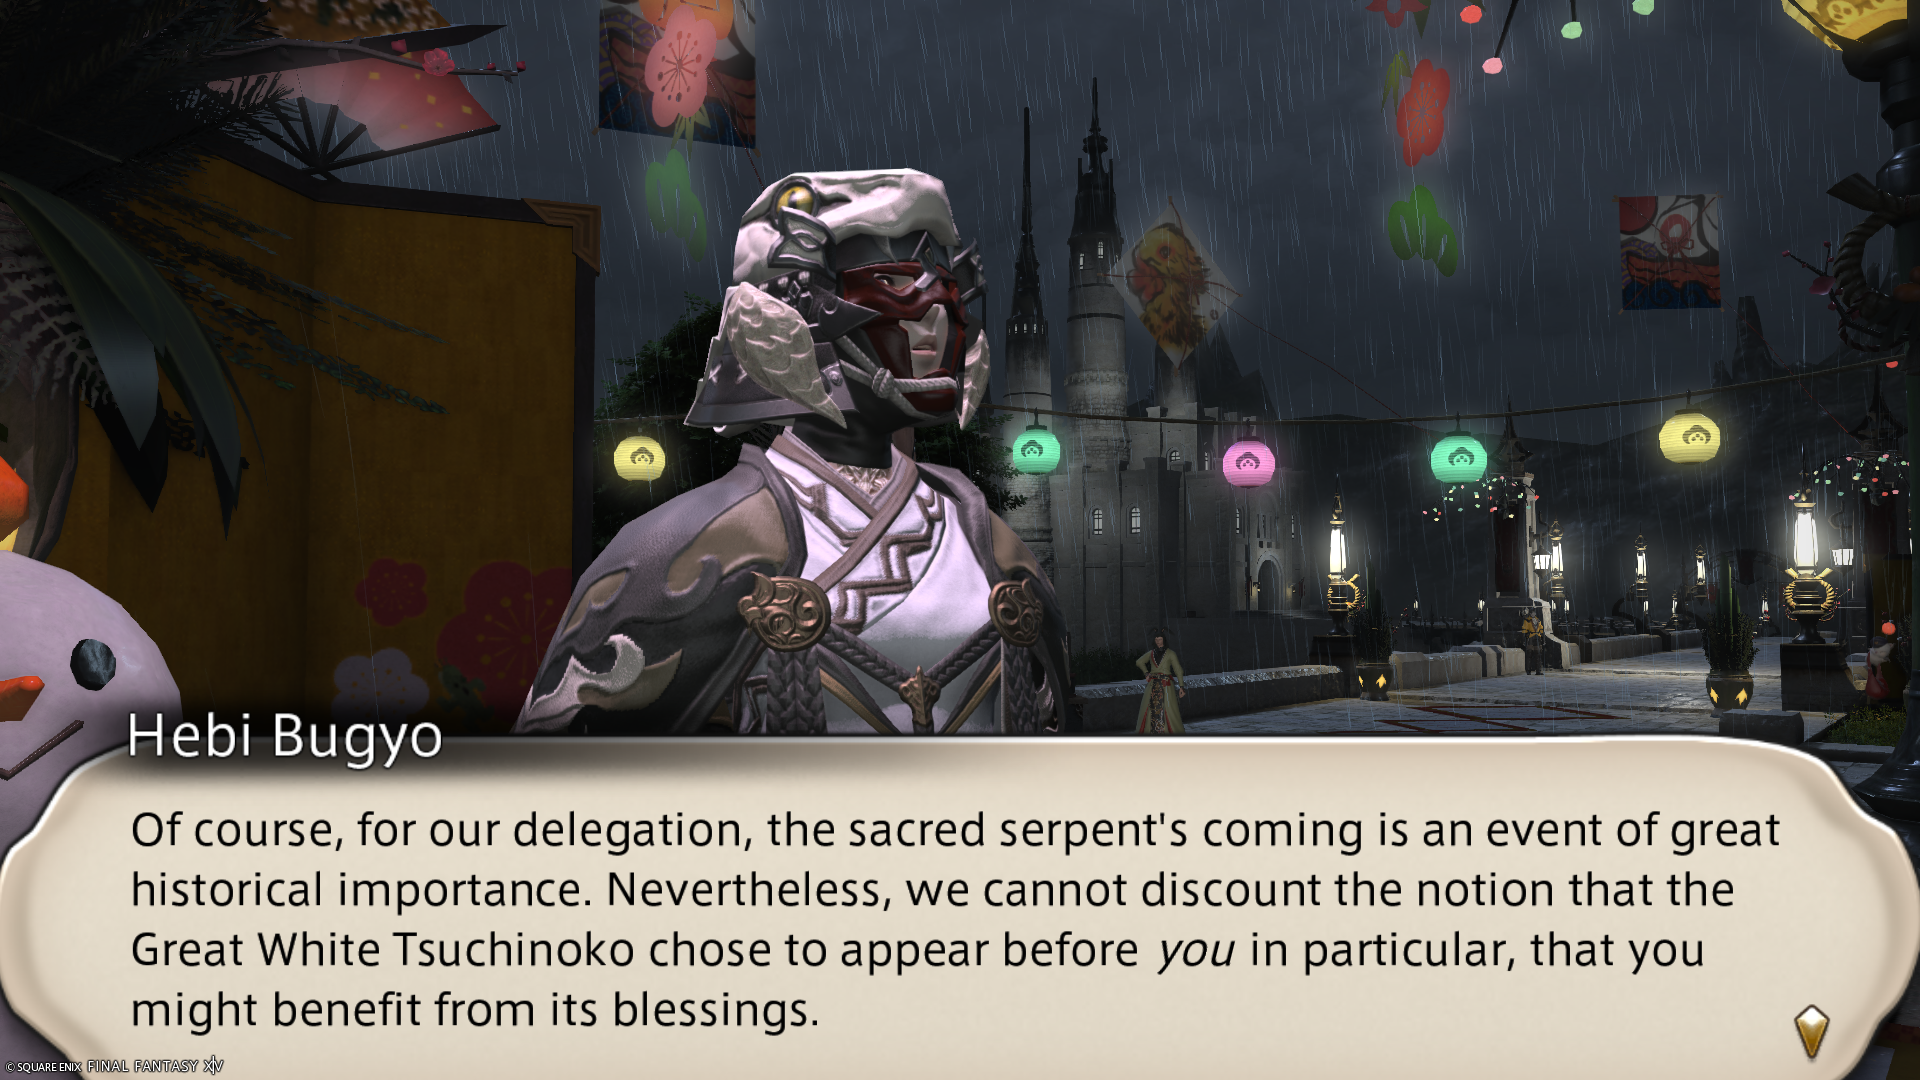 Hebi Bugyo
Of course, for our delegation, the sacred serpent's coming is an event of great
historical importance. Nevertheless, we cannot discount the notion that the
Great White Tsuchinoko chose to appear before you in particular, that you
might benefit from its blessings.
© SQUARE ENIX FINAL FANTASY XIV